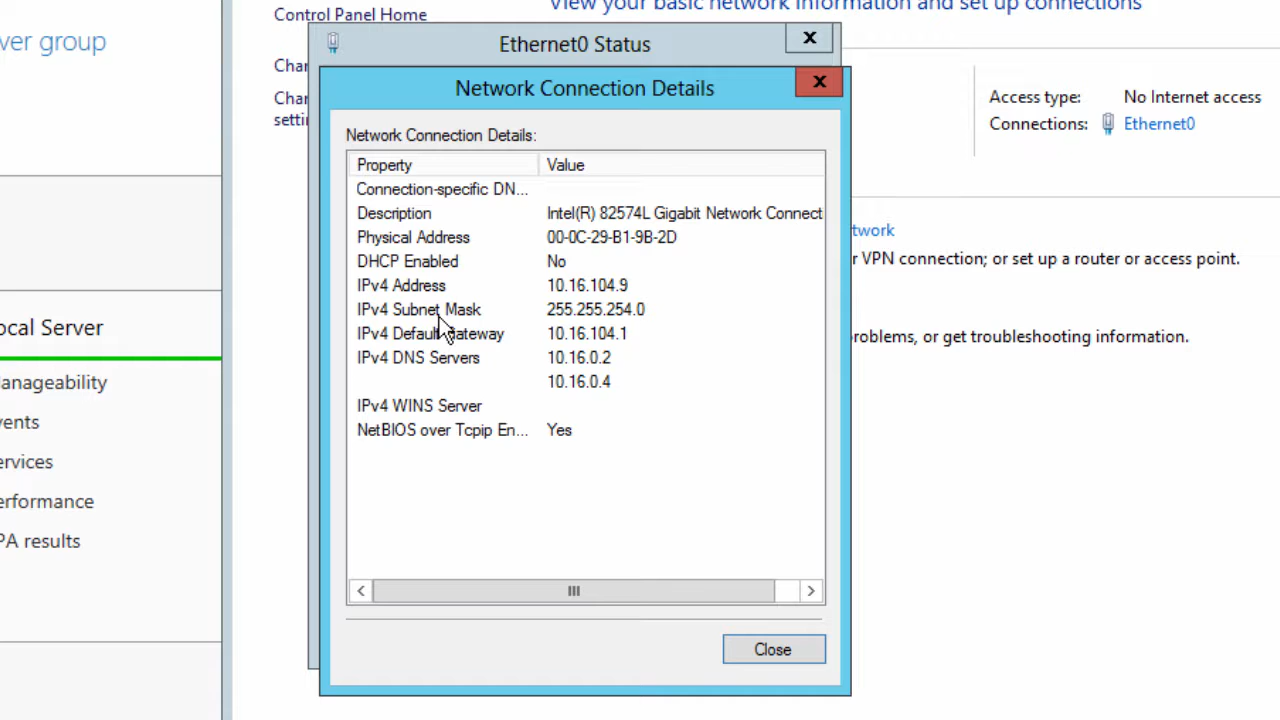 View your basic network information and set up connections
Control Panel Home
ver group
Ethernet0 Status
Char
Network Connection Details
Char
settin
Access type: No Internet access
Connections: Ethernet0
Network Connection Details:
Property Value
Connection-specific DN...
Description Intel(R) 82574L Gigabit Network Connect
Physical Address 00-0C-29-B1-9B-2D
twork
DHCP Enabled No
r VPN connection; or set up a router or access point.
IPv4 Address 10.16.104.9
IPv4 Subnet Mask 255.255.254.0
ocal Server
IPv4 Default Gateway 10.16.104.1
roblems, or get troubleshooting information.
IPv4 DNS Servers 10.16.0.2
10.16.0.4
anageability
IPv4 WINS Server
vents
NetBIOS over Tcpip En... Yes
ervices
erformance
PA results
Close